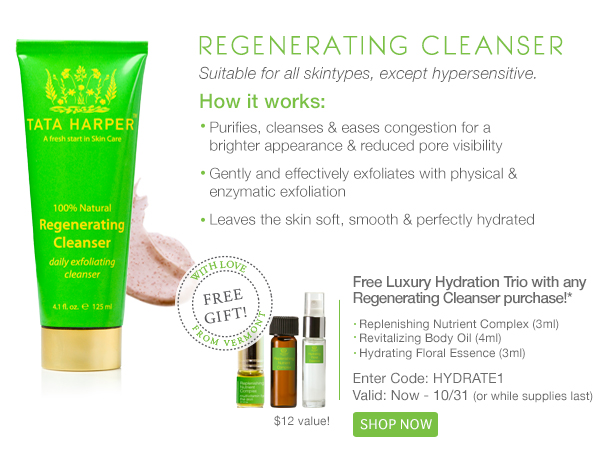 REGENERATING CLEANSER
Suitable for all skintypes, except hypersensitive.
How it works:
• Purifies, cleanses & eases congestion for a
brighter appearance & reduced pore visibility
• Gently and effectively exfoliates with physical &
enzymatic exfoliation
• Leaves the skin soft, smooth & perfectly hydrated
TATA HARPER®
A fresh start in Skin Care
100% Natural
Regenerating
Cleanser
daily exfoliating
cleanser
4.1 fl. oz. ℮ 125 ml
WITH LOVE
FREE
GIFT!
FROM VERMONT
Replenishing
Nutrient
Complex
$12 value!
Free Luxury Hydration Trio with any
Regenerating Cleanser purchase!*
· Replenishing Nutrient Complex (3ml)
· Revitalizing Body Oil (4ml)
· Hydrating Floral Essence (3ml)
Enter Code: HYDRATE1
Valid: Now - 10/31 (or while supplies last)
SHOP NOW